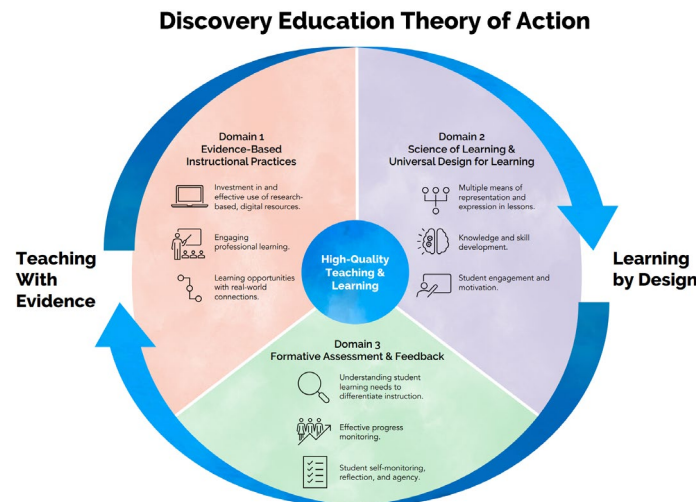 Discovery Education Theory of Action
Domain 1
Evidence-Based
Instructional Practices
Investment in and
effective use of research-
based, digital resources.
Engaging
professional learning.
Learning opportunities
with real-world
connections.
Domain 2
Science of Learning &
Universal Design for Learning
Multiple means of
representation and
expression in lessons.
Knowledge and skill
development.
Student engagement and
motivation.
High-Quality
Teaching &
Learning
Teaching
With
Evidence
Learning
by Design
Domain 3
Formative Assessment & Feedback
Understanding student
learning needs to
differentiate instruction.
Effective progress
monitoring.
Student self-monitoring,
reflection, and agency.